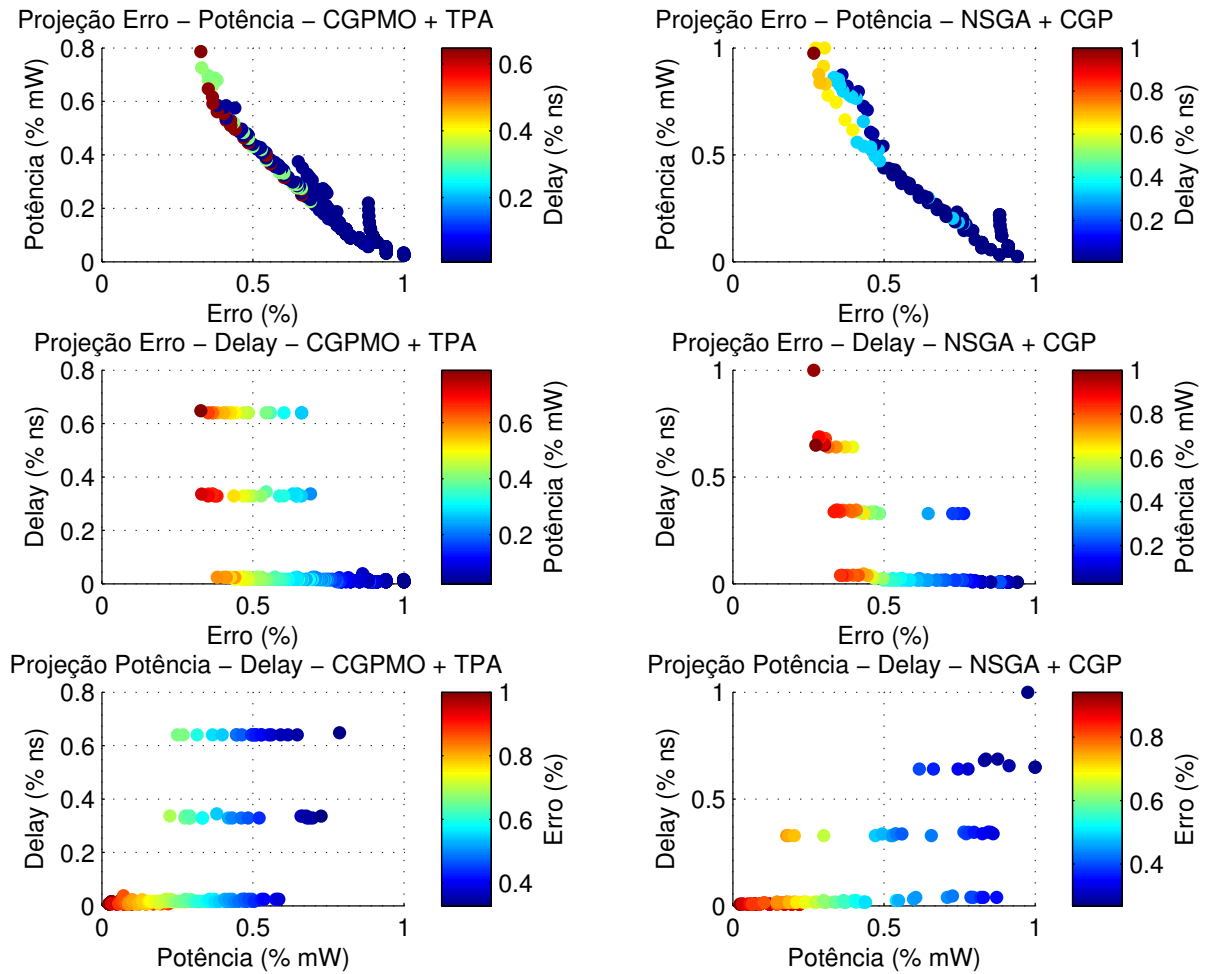 Projeção Erro − Potência − CGPMO + TPA
Potência (% mW)
0.8
0.6
0.4
0.2
0
0
0.5
1
Erro (%)
0.6
0.4
0.2
Delay (% ns)
Projeção Erro − Potência − NSGA + CGP
Potência (% mW)
1
0.5
0
0
0.5
1
Erro (%)
1
0.8
0.6
0.4
0.2
Delay (% ns)
Projeção Erro − Delay − CGPMO + TPA
Delay (% ns)
0.8
0.6
0.4
0.2
0
0
0.5
1
Erro (%)
0.6
0.4
0.2
Potência (% mW)
Projeção Erro − Delay − NSGA + CGP
Delay (% ns)
1
0.5
0
0
0.5
1
Erro (%)
1
0.8
0.6
0.4
0.2
Potência (% mW)
Projeção Potência − Delay − CGPMO + TPA
Delay (% ns)
0.8
0.6
0.4
0.2
0
0
0.5
1
Potência (% mW)
1
0.8
0.6
0.4
Erro (%)
Projeção Potência − Delay − NSGA + CGP
Delay (% ns)
1
0.5
0
0
0.5
1
Potência (% mW)
0.8
0.6
0.4
Erro (%)